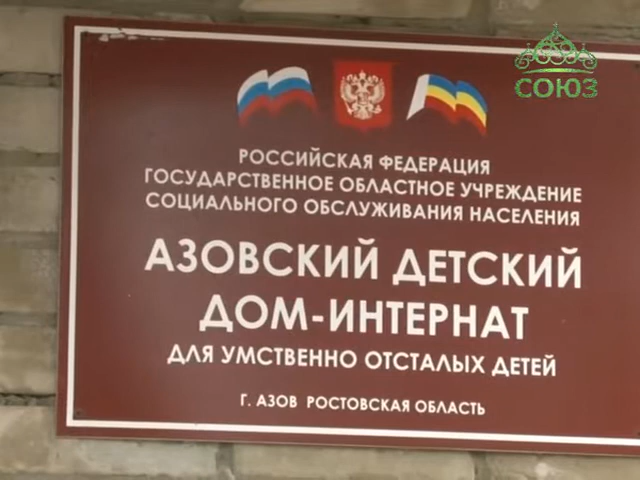 СОЮЗ
РОССИЙСКАЯ ФЕДЕРАЦИЯ
ГОСУДАРСТВЕННОЕ ОБЛАСТНОЕ УЧРЕЖДЕНИЕ
СОЦИАЛЬНОГО ОБСЛУЖИВАНИЯ НАСЕЛЕНИЯ
АЗОВСКИЙ ДЕТСКИЙ
ДОМ-ИНТЕРНАТ
ДЛЯ УМСТВЕННО ОТСТАЛЫХ ДЕТЕЙ
Г. АЗОВ РОСТОВСКАЯ ОБЛАСТЬ